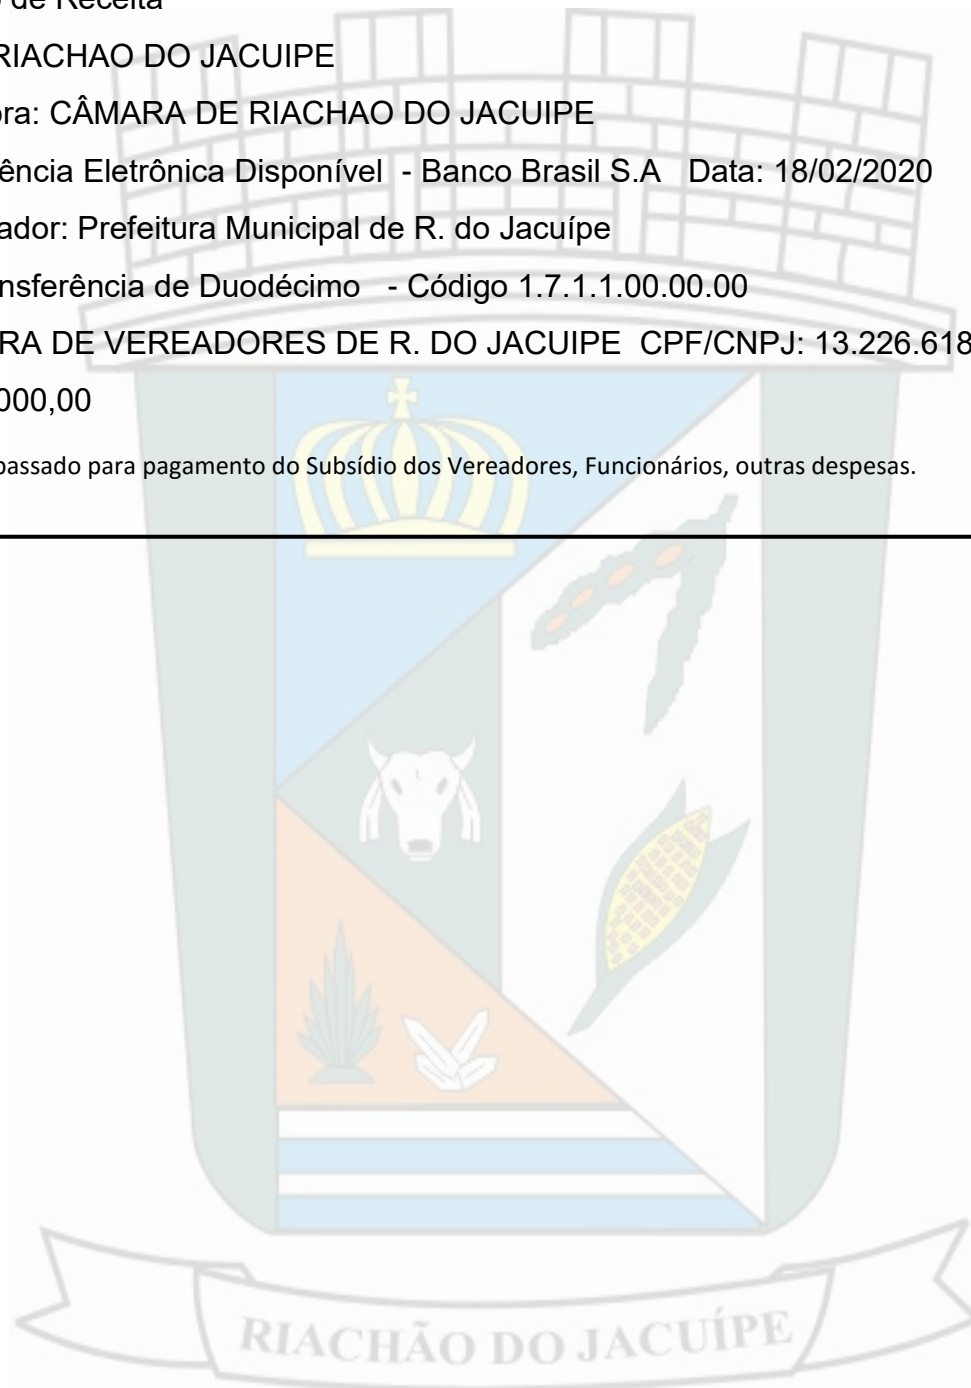 de Receita
RIACHAO DO JACUIPE
ora: CÂMARA DE RIACHAO DO JACUIPE
ência Eletrônica Disponível - Banco Brasil S.A Data: 18/02/2020
ador: Prefeitura Municipal de R. do Jacuípe
nsferência de Duodécimo - Código 1.7.1.1.00.00.00
RA DE VEREADORES DE R. DO JACUIPE CPF/CNPJ: 13.226.618
000,00
passado para pagamento do Subsídio dos Vereadores, Funcionários, outras despesas.
RIACHÃO DO JACUÍPE